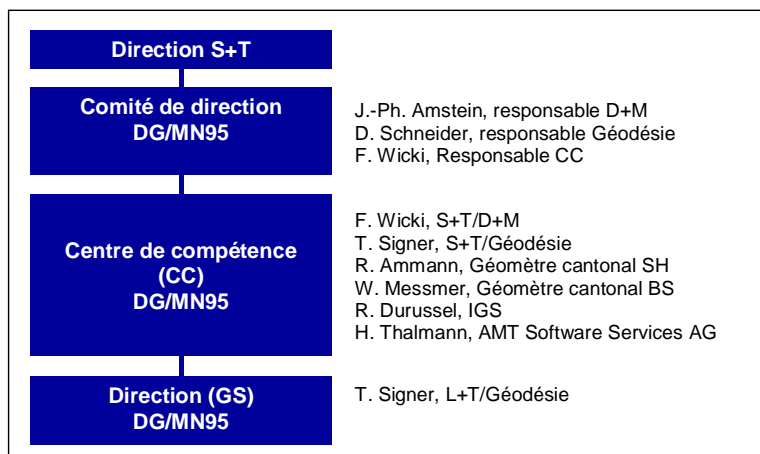 Direction S+T
Comité de direction
DG/MN95
J.-Ph. Amstein, responsable D+M
D. Schneider, responsable Géodésie
F. Wicki, Responsable CC
Centre de compétence
(CC)
DG/MN95
F. Wicki, S+T/D+M
T. Signer, S+T/Géodésie
R. Ammann, Géomètre cantonal SH
W. Messmer, Géomètre cantonal BS
R. Durussel, IGS
H. Thalmann, AMT Software Services AG
Direction (GS)
DG/MN95
T. Signer, L+T/Géodésie